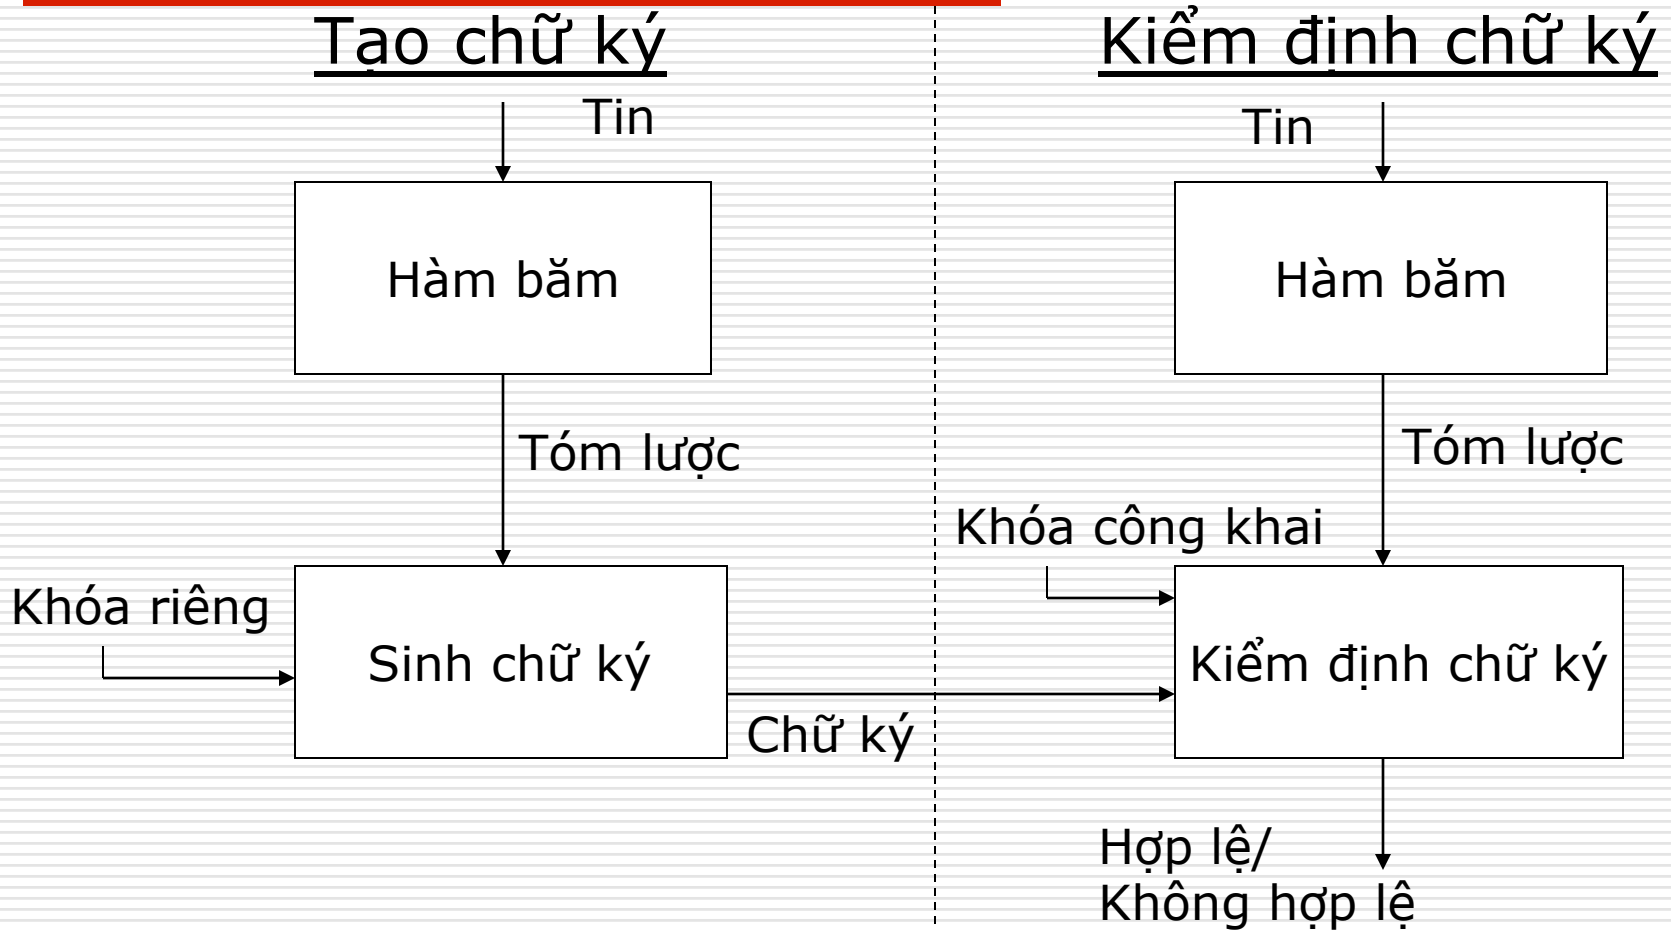 Tạo chữ ký
Tin
Hàm băm
Tóm lược
Khóa riêng
Sinh chữ ký
Chữ ký
Kiểm định chữ ký
Tin
Hàm băm
Tóm lược
Khóa công khai
Kiểm định chữ ký
Hợp lệ/
Không hợp lệ